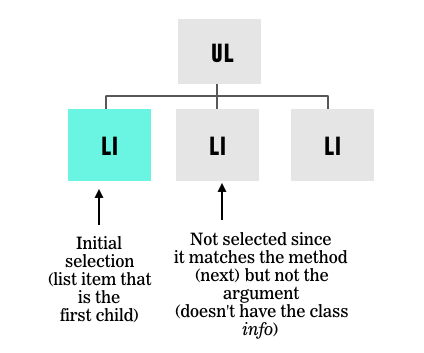 UL
LI
LI
LI
Initial
selection
(list item that
is the
first child)
Not selected since
it matches the method
(next) but not the
argument
(doesn't have the class
info)